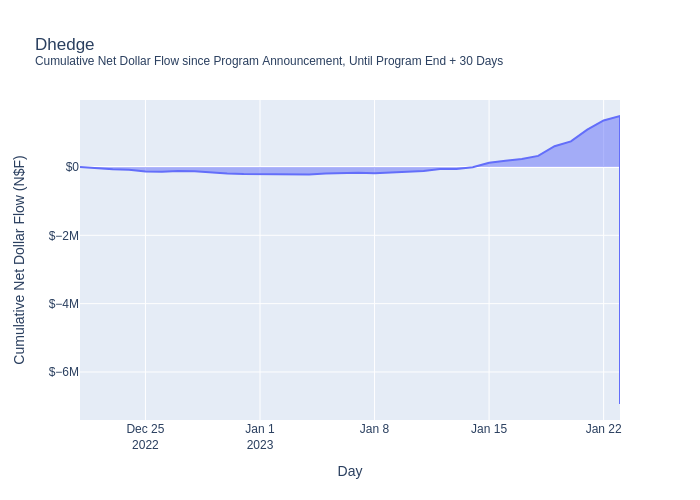 Dhedge
Cumulative Net Dollar Flow since Program Announcement, Until Program End + 30 Days
Cumulative Net Dollar Flow (N$F)
$0
$−2M
$−4M
$−6M
Dec 25
2022
Jan 1
2023
Jan 8
Jan 15
Jan 22
Day